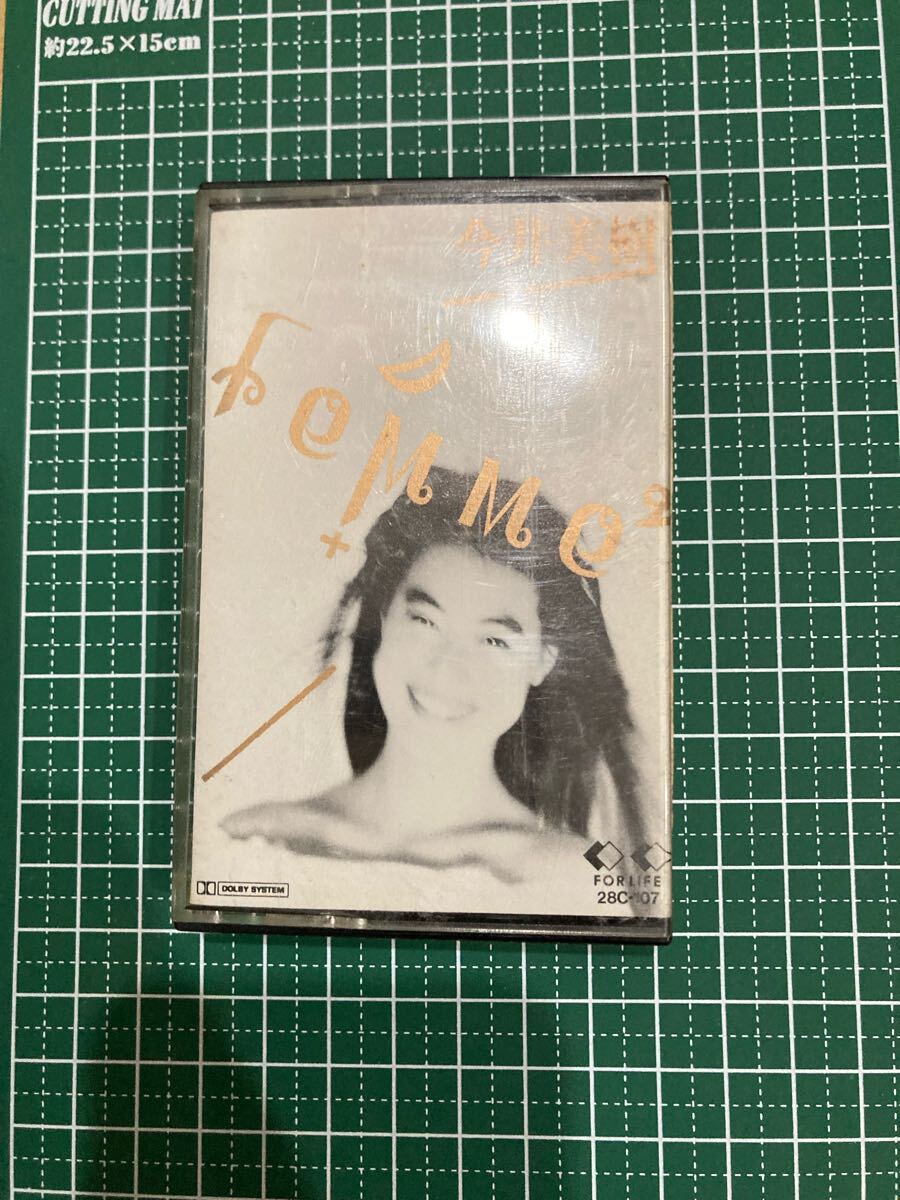 CUTTING MAT
約22.5×15cm
今井美樹
femme
DOLBY SYSTEM
FOR LIFE
28C-107